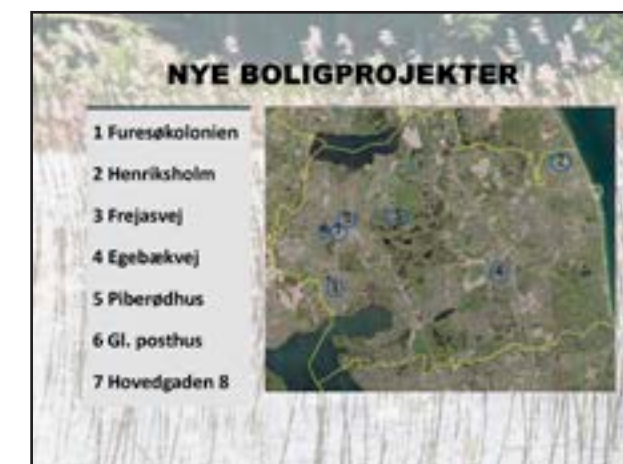 NYE BOLIGPROJEKTER
1 Furesøkolonien
2 Henriksholm
3 Frejasvej
4 Egebækvej
5 Piberødhus
6 Gl. posthus
7 Hovedgaden 8